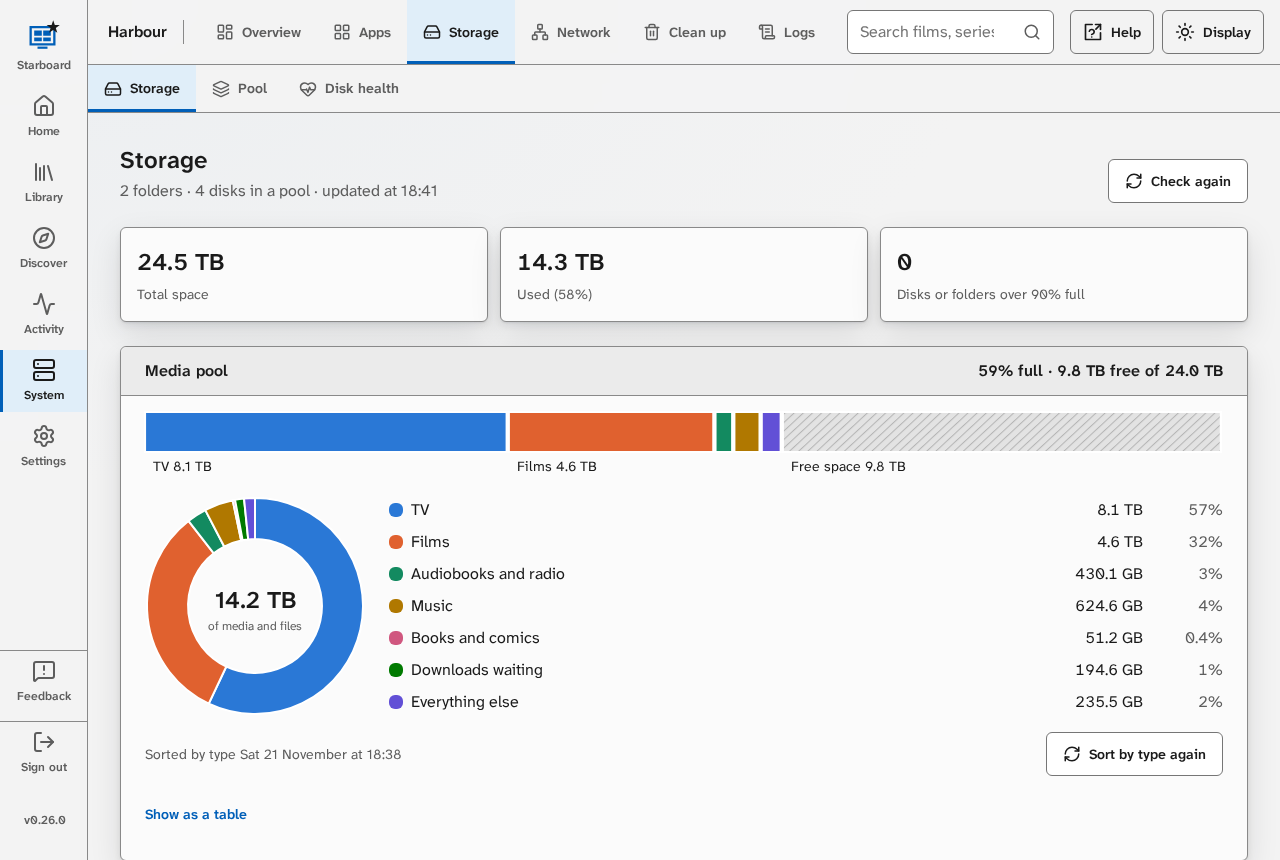 Starboard
Home
Library
Discover
Activity
System
Settings
Feedback
Sign out
v0.26.0
Harbour
Overview
Apps
Storage
Network
Clean up
Logs
Search films, series
Help
Display
Storage
Pool
Disk health
Storage
2 folders · 4 disks in a pool · updated at 18:41
Check again
24.5 TB
Total space
14.3 TB
Used (58%)
0
Disks or folders over 90% full
Media pool
59% full · 9.8 TB free of 24.0 TB
TV 8.1 TB
Films 4.6 TB
Free space 9.8 TB
14.2 TB
of media and files
TV 8.1 TB 57%
Films 4.6 TB 32%
Audiobooks and radio 430.1 GB 3%
Music 624.6 GB 4%
Books and comics 51.2 GB 0.4%
Downloads waiting 194.6 GB 1%
Everything else 235.5 GB 2%
Sorted by type Sat 21 November at 18:38
Sort by type again
Show as a table